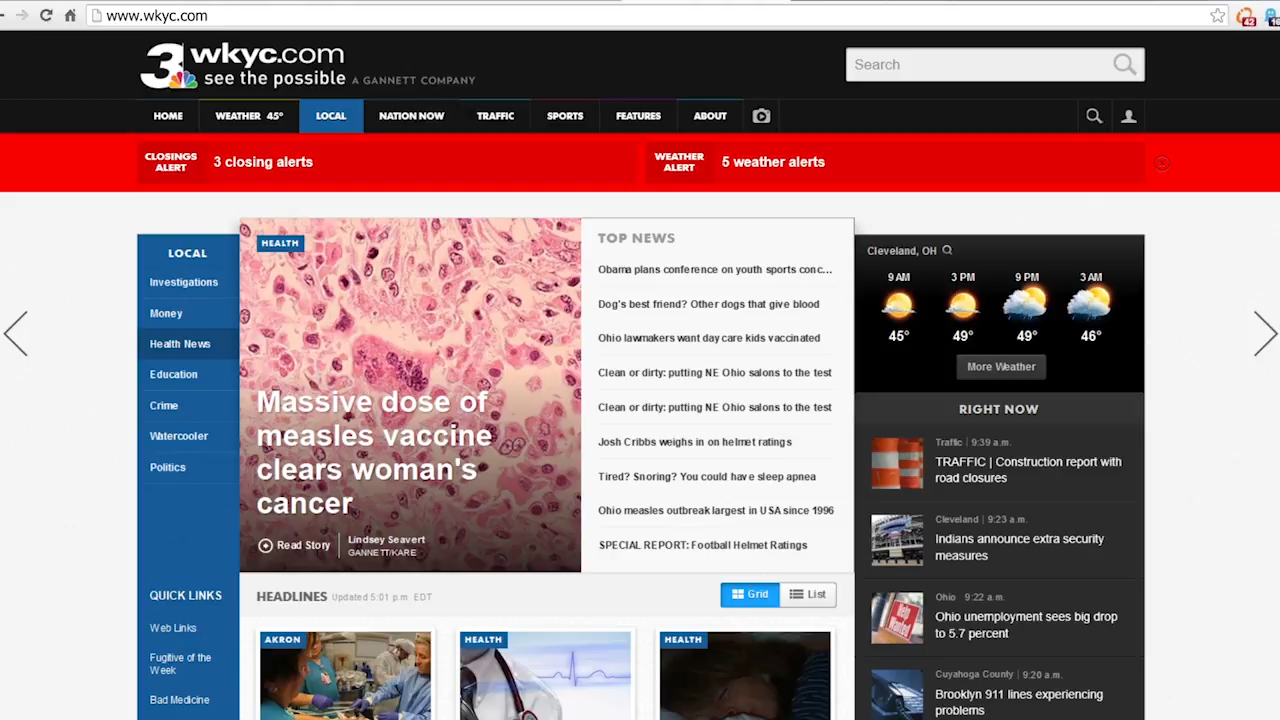 www.wkyc.com
42
3 wkyc.com
see the possible A GANNETT COMPANY
Search
HOME
WEATHER 45°
LOCAL
NATION NOW
TRAFFIC
SPORTS
FEATURES
ABOUT
CLOSINGS
ALERT
3 closing alerts
WEATHER
ALERT
5 weather alerts
LOCAL
Investigations
Money
Health News
Education
Crime
Watercooler
Politics
QUICK LINKS
Web Links
Fugitive of the
Week
Bad Medicine
HEALTH
Massive dose of
measles vaccine
clears woman's
cancer
Read Story
Lindsey Seavert
GANNETT/KARE
TOP NEWS
Obama plans conference on youth sports conc...
Dog's best friend? Other dogs that give blood
Ohio lawmakers want day care kids vaccinated
Clean or dirty: putting NE Ohio salons to the test
Clean or dirty: putting NE Ohio salons to the test
Josh Cribbs weighs in on helmet ratings
Tired? Snoring? You could have sleep apnea
Ohio measles outbreak largest in USA since 1996
SPECIAL REPORT: Football Helmet Ratings
HEADLINES Updated 5:01 p.m EDT
Grid
List
AKRON
HEALTH
HEALTH
Cleveland, OH
9 AM 3 PM 9 PM 3 AM
45° 49° 49° 46°
More Weather
RIGHT NOW
Traffic | 9:39 a.m.
TRAFFIC | Construction report with
road closures
Cleveland | 9:23 a.m.
Indians announce extra security
measures
Help
Wanted
Ohio | 9:22 a.m.
Ohio unemployment sees big drop
to 5.7 percent
Cuyahoga County | 9:20 a.m.
Brooklyn 911 lines experiencing
problems